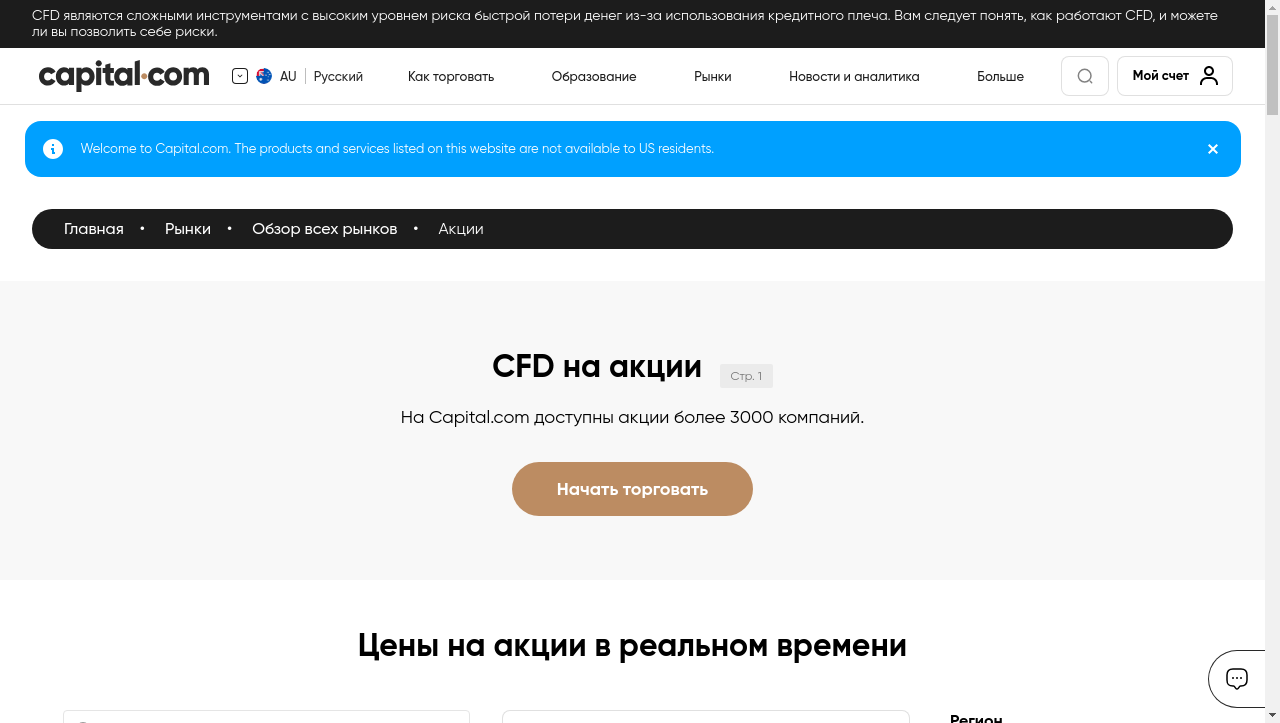 CFD являются сложными инструментами с высоким уровнем риска быстрой потери денег из-за использования кредитного плеча. Вам следует понять, как работают CFD, и можете
ли вы позволить себе риски.
capital.com AU Русский Как торговать Образование Рынки Новости и аналитика Больше Мой счет
Welcome to Capital.com. The products and services listed on this website are not available to US residents.
Главная • Рынки • Обзор всех рынков • Акции
CFD на акции Стр. 1
На Capital.com доступны акции более 3000 компаний.
Начать торговать
Цены на акции в реальном времени
Регион